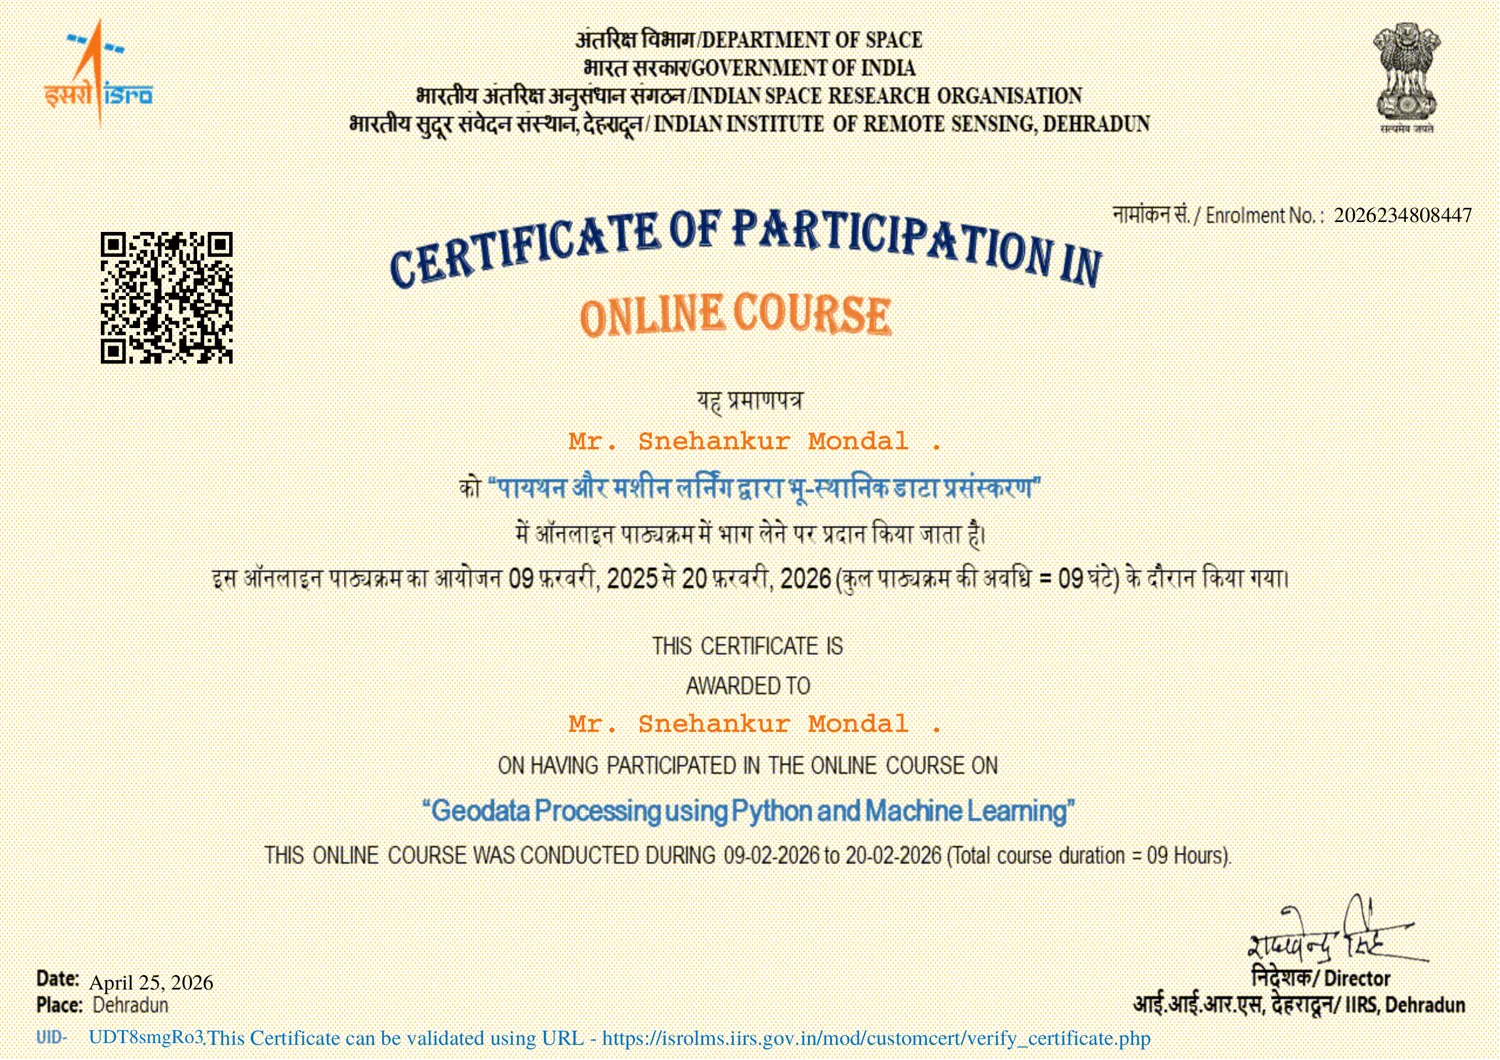 इसरो isro
अंतरिक्ष विभाग/DEPARTMENT OF SPACE
भारत सरकार/GOVERNMENT OF INDIA
भारतीय अंतरिक्ष अनुसंधान संगठन/INDIAN SPACE RESEARCH ORGANISATION
भारतीय सुदूर संवेदन संस्थान, देहरादून/ INDIAN INSTITUTE OF REMOTE SENSING, DEHRADUN
सत्यमेव जयते
नामांकन सं. / Enrolment No. : 2026234808447
CERTIFICATE OF PARTICIPATION IN
ONLINE COURSE
यह प्रमाणपत्र
Mr. Snehankur Mondal .
को “पायथन और मशीन लर्निंग द्वारा भू-स्थानिक डाटा प्रसंस्करण”
में ऑनलाइन पाठ्यक्रम में भाग लेने पर प्रदान किया जाता है।
इस ऑनलाइन पाठ्यक्रम का आयोजन 09 फ़रवरी, 2025 से 20 फ़रवरी, 2026 (कुल पाठ्यक्रम की अवधि = 09 घंटे) के दौरान किया गया।
THIS CERTIFICATE IS
AWARDED TO
Mr. Snehankur Mondal .
ON HAVING PARTICIPATED IN THE ONLINE COURSE ON
“Geodata Processing using Python and Machine Learning”
THIS ONLINE COURSE WAS CONDUCTED DURING 09-02-2026 to 20-02-2026 (Total course duration = 09 Hours).
राघवेन्द्र सिंह
निदेशक/ Director
आई.आई.आर.एस, देहरादून/ IIRS, Dehradun
Date: April 25, 2026
Place: Dehradun
UID- UDT8smgRo3.This Certificate can be validated using URL - https://isrolms.iirs.gov.in/mod/customcert/verify_certificate.php